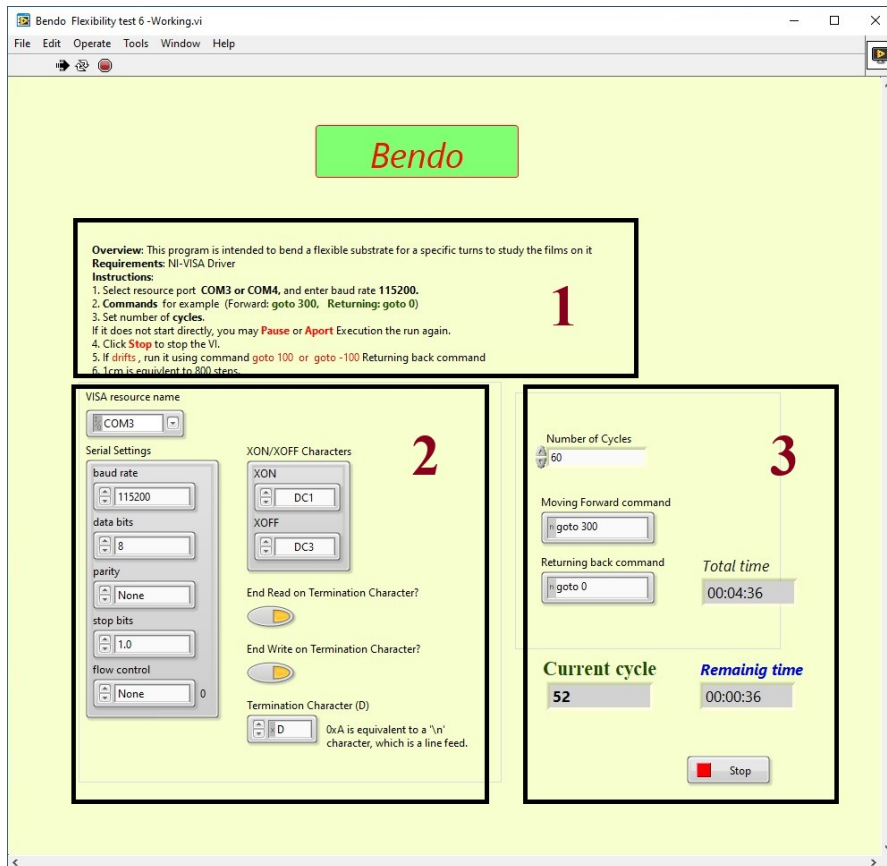 Bendo Flexibility test 6 -Working.vi
File Edit Operate Tools Window Help
Bendo
Overview: This program is intended to bend a flexible substrate for a specific turns to study the films on it
Requirements: NI-VISA Driver
Instructions:
1. Select resource port COM3 or COM4, and enter baud rate 115200.
2. Commands for example (Forward: goto 300, Returning: goto 0)
3. Set number of cycles.
If it does not start directly, you may Pause or Aport Execution the run again.
4. Click Stop to stop the VI.
5. If drifts , run it using command goto 100 or goto -100 Returning back command
6. 1cm is equivlent to 800 steps.
1
VISA resource name
COM3
Serial Settings
baud rate
115200
data bits
8
parity
None
stop bits
1.0
flow control
None 0
XON/XOFF Characters
XON
DC1
XOFF
DC3
End Read on Termination Character?
End Write on Termination Character?
Termination Character (D)
x D
0xA is equivalent to a '\n'
character, which is a line feed.
2
3
Number of Cycles
60
Moving Forward command
n goto 300
Returning back command
n goto 0
Total time
00:04:36
Current cycle
52
Remainig time
00:00:36
Stop